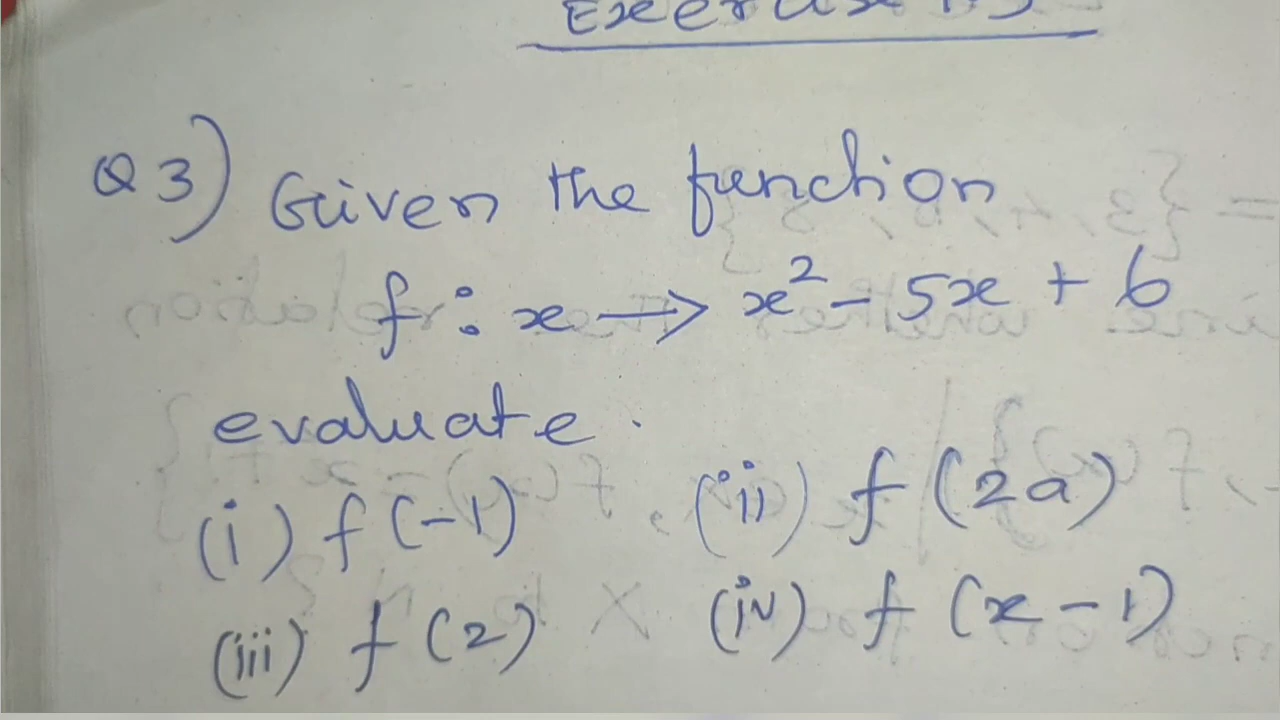 Q3) Given the function
f : x → x² - 5x + 6
evaluate.
(i) f(-1) (ii) f(2a)
(iii) f(2) (iv) f(x-1)